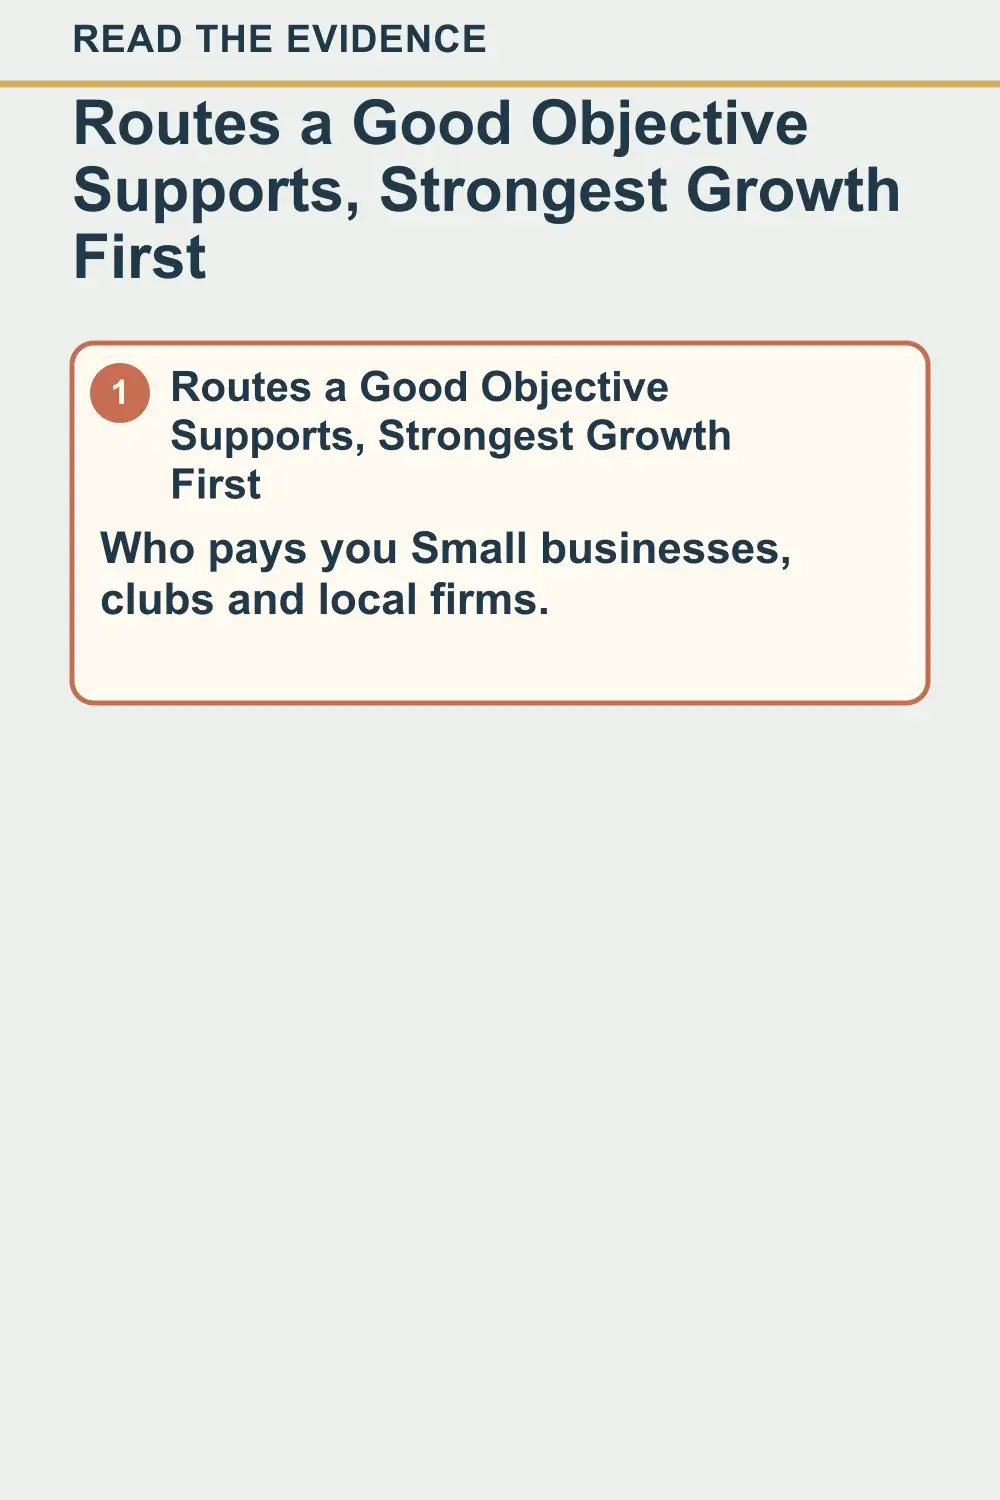 READ THE EVIDENCE
Routes a Good Objective
Supports, Strongest Growth
First
1
Routes a Good Objective
Supports, Strongest Growth
First
Who pays you Small businesses,
clubs and local firms.